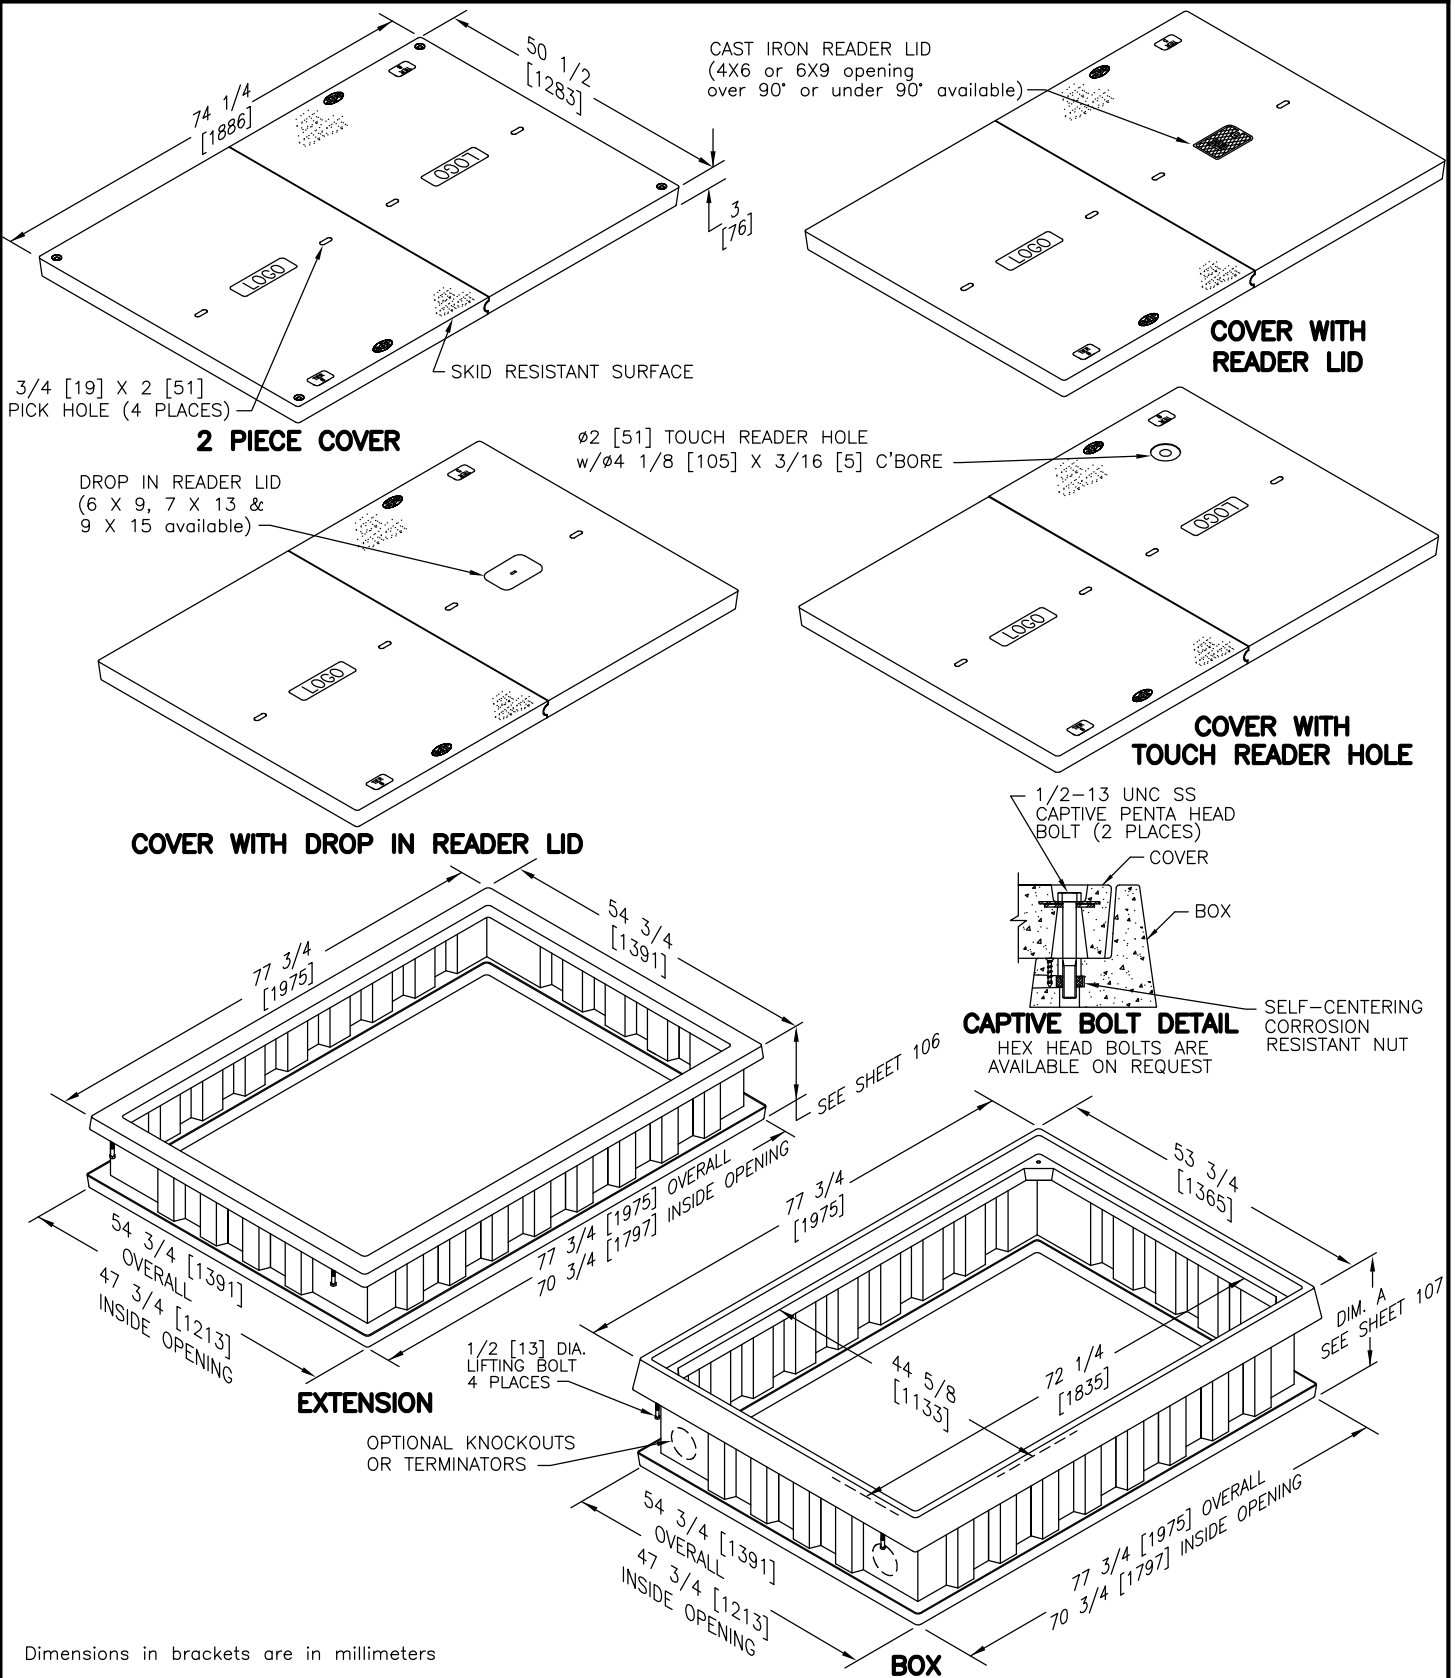 74 1/4
[1886]
50 1/2
[1283]
3
[76]
LOGO
LOGO
3/4 [19] X 2 [51]
PICK HOLE (4 PLACES)
SKID RESISTANT SURFACE
2 PIECE COVER
CAST IRON READER LID
(4X6 or 6X9 opening
over 90° or under 90° available)
LOGO
COVER WITH
READER LID
DROP IN READER LID
(6 X 9, 7 X 13 &
9 X 15 available)
LOGO
COVER WITH DROP IN READER LID
ø2 [51] TOUCH READER HOLE
w/ø4 1/8 [105] X 3/16 [5] C'BORE
LOGO
LOGO
COVER WITH
TOUCH READER HOLE
1/2-13 UNC SS
CAPTIVE PENTA HEAD
BOLT (2 PLACES)
COVER
BOX
SELF-CENTERING
CORROSION
RESISTANT NUT
CAPTIVE BOLT DETAIL
HEX HEAD BOLTS ARE
AVAILABLE ON REQUEST
77 3/4
[1975]
54 3/4
[1391]
SEE SHEET 106
77 3/4 [1975] OVERALL
70 3/4 [1797] INSIDE OPENING
54 3/4 [1391]
OVERALL
47 3/4 [1213]
INSIDE OPENING
EXTENSION
1/2 [13] DIA.
LIFTING BOLT
4 PLACES
OPTIONAL KNOCKOUTS
OR TERMINATORS
77 3/4
[1975]
53 3/4
[1365]
DIM. A
SEE SHEET 107
44 5/8
[1133]
72 1/4
[1835]
54 3/4 [1391]
OVERALL
47 3/4 [1213]
INSIDE OPENING
77 3/4 [1975] OVERALL
70 3/4 [1797] INSIDE OPENING
BOX
Dimensions in brackets are in millimeters